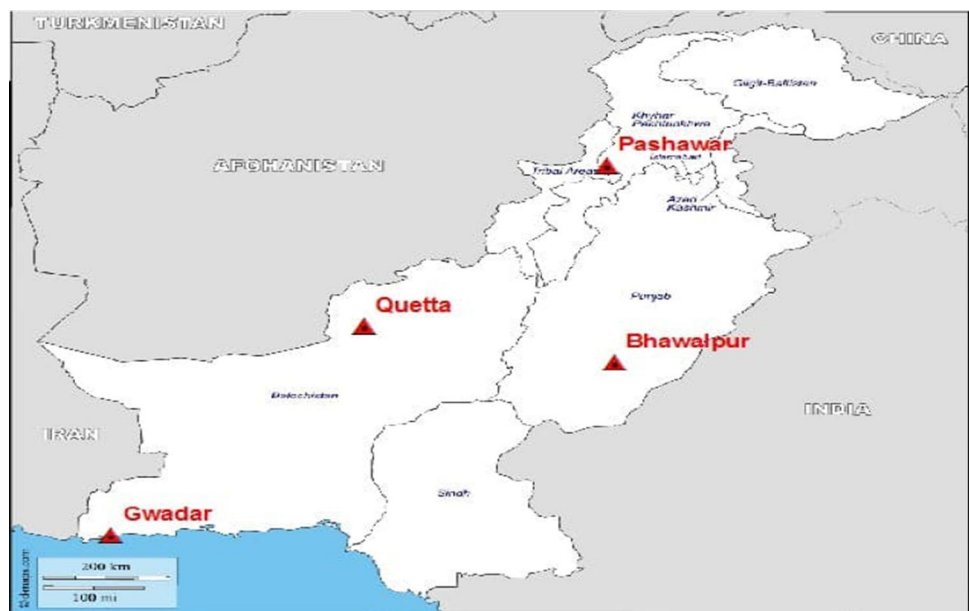 TURKMENISTAN
CHINA
Gilgit-Baltistan
Khyber
Pakhtunkhwa
Pashawar
Islamabad
AFGHANISTAN
Tribal Areas
Azad
Kashmir
Quetta
Punjab
Bhawalpur
Balochistan
INDIA
IRAN
Sindh
Gwadar
200 km
100 mi